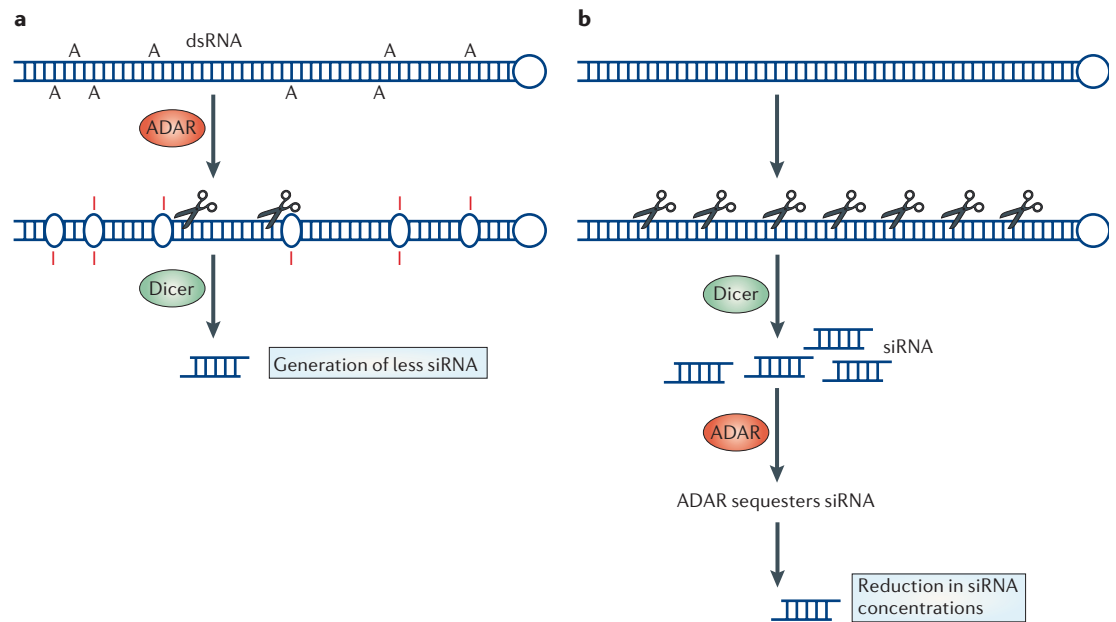 a
A A dsRNA A A
A A A A
ADAR
I I I I
I I I I
Dicer
Generation of less siRNA
b
Dicer
siRNA
ADAR
ADAR sequesters siRNA
Reduction in siRNA
concentrations